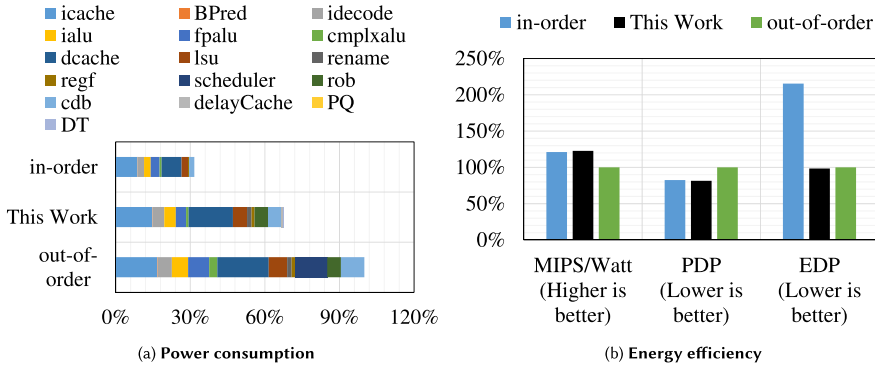 icache BPred idecode
ialu fpalu cmplxalu
dcache lsu rename
regf scheduler rob
cdb delayCache PQ
DT
in-order
This Work
out-of-
order
0% 30% 60% 90% 120%
(a) Power consumption
in-order This Work out-of-order
250%
200%
150%
100%
50%
0%
MIPS/Watt PDP EDP
(Higher is (Lower is (Lower is
better) better) better)
(b) Energy efficiency